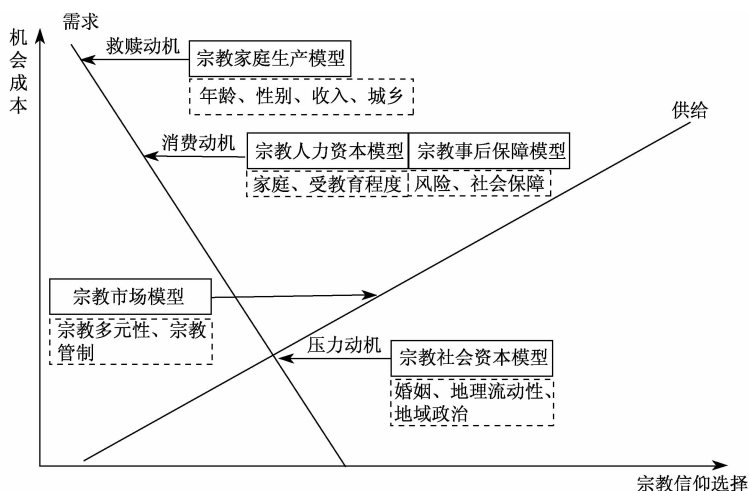 需求
机会成本
救赎动机
宗教家庭生产模型
年龄、性别、收入、城乡
供给
消费动机
宗教人力资本模型
宗教事后保障模型
家庭、受教育程度
风险、社会保障
宗教市场模型
宗教多元性、宗教
管制
压力动机
宗教社会资本模型
婚姻、地理流动性、
地域政治
宗教信仰选择